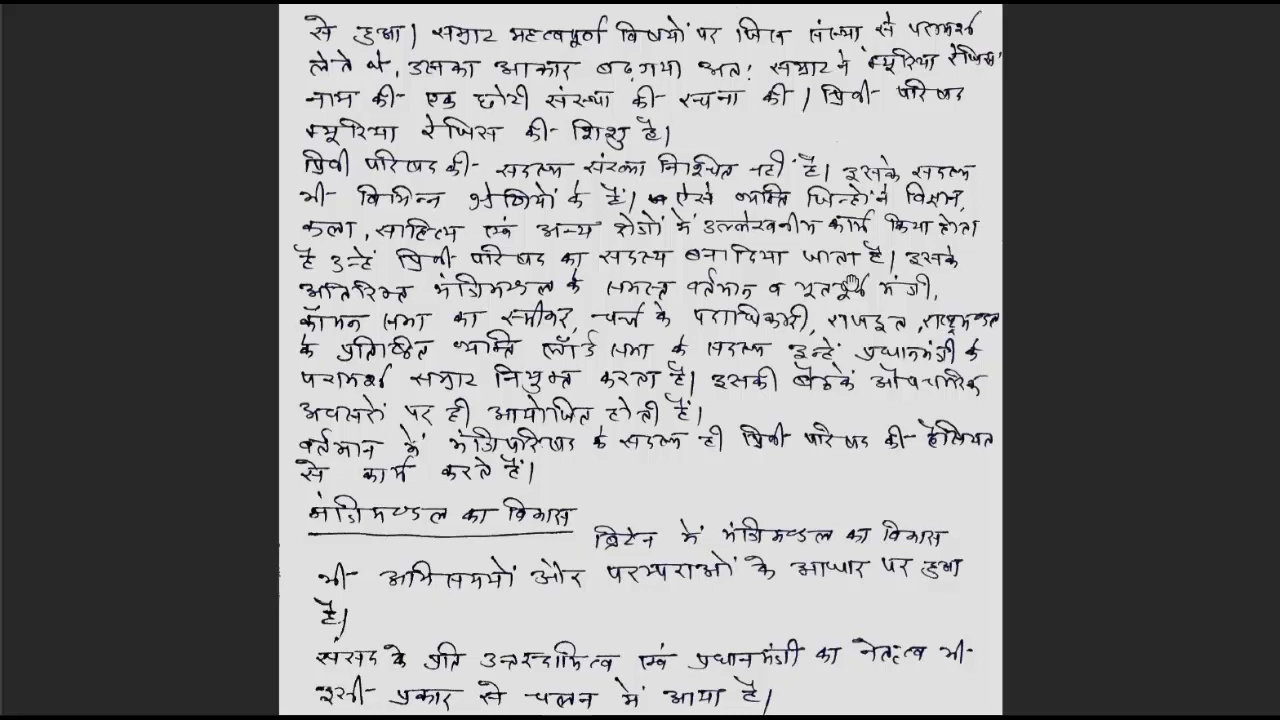 से हुआ। सम्राट महत्वपूर्ण विषयों पर जिस संस्था से परामर्श
लेते थे, उसका आकार बढ़ गया अतः सम्राट ने 'क्यूरिया रेजिस'
नाम की एक छोटी संस्था की रचना की। प्रिवी परिषद
क्यूरिया रेजिस की शिशु है।
प्रिवी परिषद की सदस्य संख्या निश्चित नहीं है। इसके सदस्य
भी विभिन्न श्रेणियों के हैं। ऐसे व्यक्ति जिन्होंने विज्ञान,
कला, साहित्य एवं अन्य क्षेत्रों में उल्लेखनीय कार्य किया होता
है उन्हें प्रिवी परिषद का सदस्य बना दिया जाता है। इसके
अतिरिक्त मंत्रिमण्डल के समस्त वर्तमान व भूतपूर्व मंत्री,
कॉमन सभा का स्पीकर, चर्च के पदाधिकारी, राजदूत, राष्ट्रमण्डल
के प्रतिष्ठित व्यक्ति लॉर्ड सभा के सदस्य इन्हें प्रधानमंत्री के
परामर्श सम्राट नियुक्त करता है। इसकी बैठकें औपचारिक
अवसरों पर ही आयोजित होती हैं।
वर्तमान में मंत्रिपरिषद के सदस्य ही प्रिवी परिषद की हैसियत
से कार्य करते हैं।
मंत्रिमण्डल का विकास
ब्रिटेन में मंत्रिमण्डल का विकास
भी अभिसमयों और परम्पराओं के आधार पर हुआ
है।
संसद के प्रति उत्तरदायित्व एवं प्रधानमंत्री का नेतृत्व भी
इसी प्रकार से चलन में आया है।